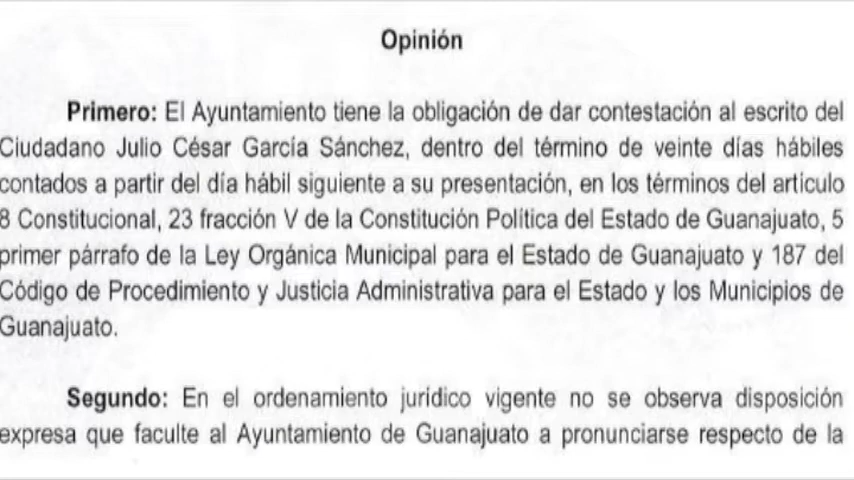 Opinión
Primero: El Ayuntamiento tiene la obligación de dar contestación al escrito del
Ciudadano Julio César García Sánchez, dentro del término de veinte días hábiles
contados a partir del día hábil siguiente a su presentación, en los términos del artículo
8 Constitucional, 23 fracción V de la Constitución Política del Estado de Guanajuato, 5
primer párrafo de la Ley Orgánica Municipal para el Estado de Guanajuato y 187 del
Código de Procedimiento y Justicia Administrativa para el Estado y los Municipios de
Guanajuato.
Segundo: En el ordenamiento jurídico vigente no se observa disposición
expresa que faculte al Ayuntamiento de Guanajuato a pronunciarse respecto de la